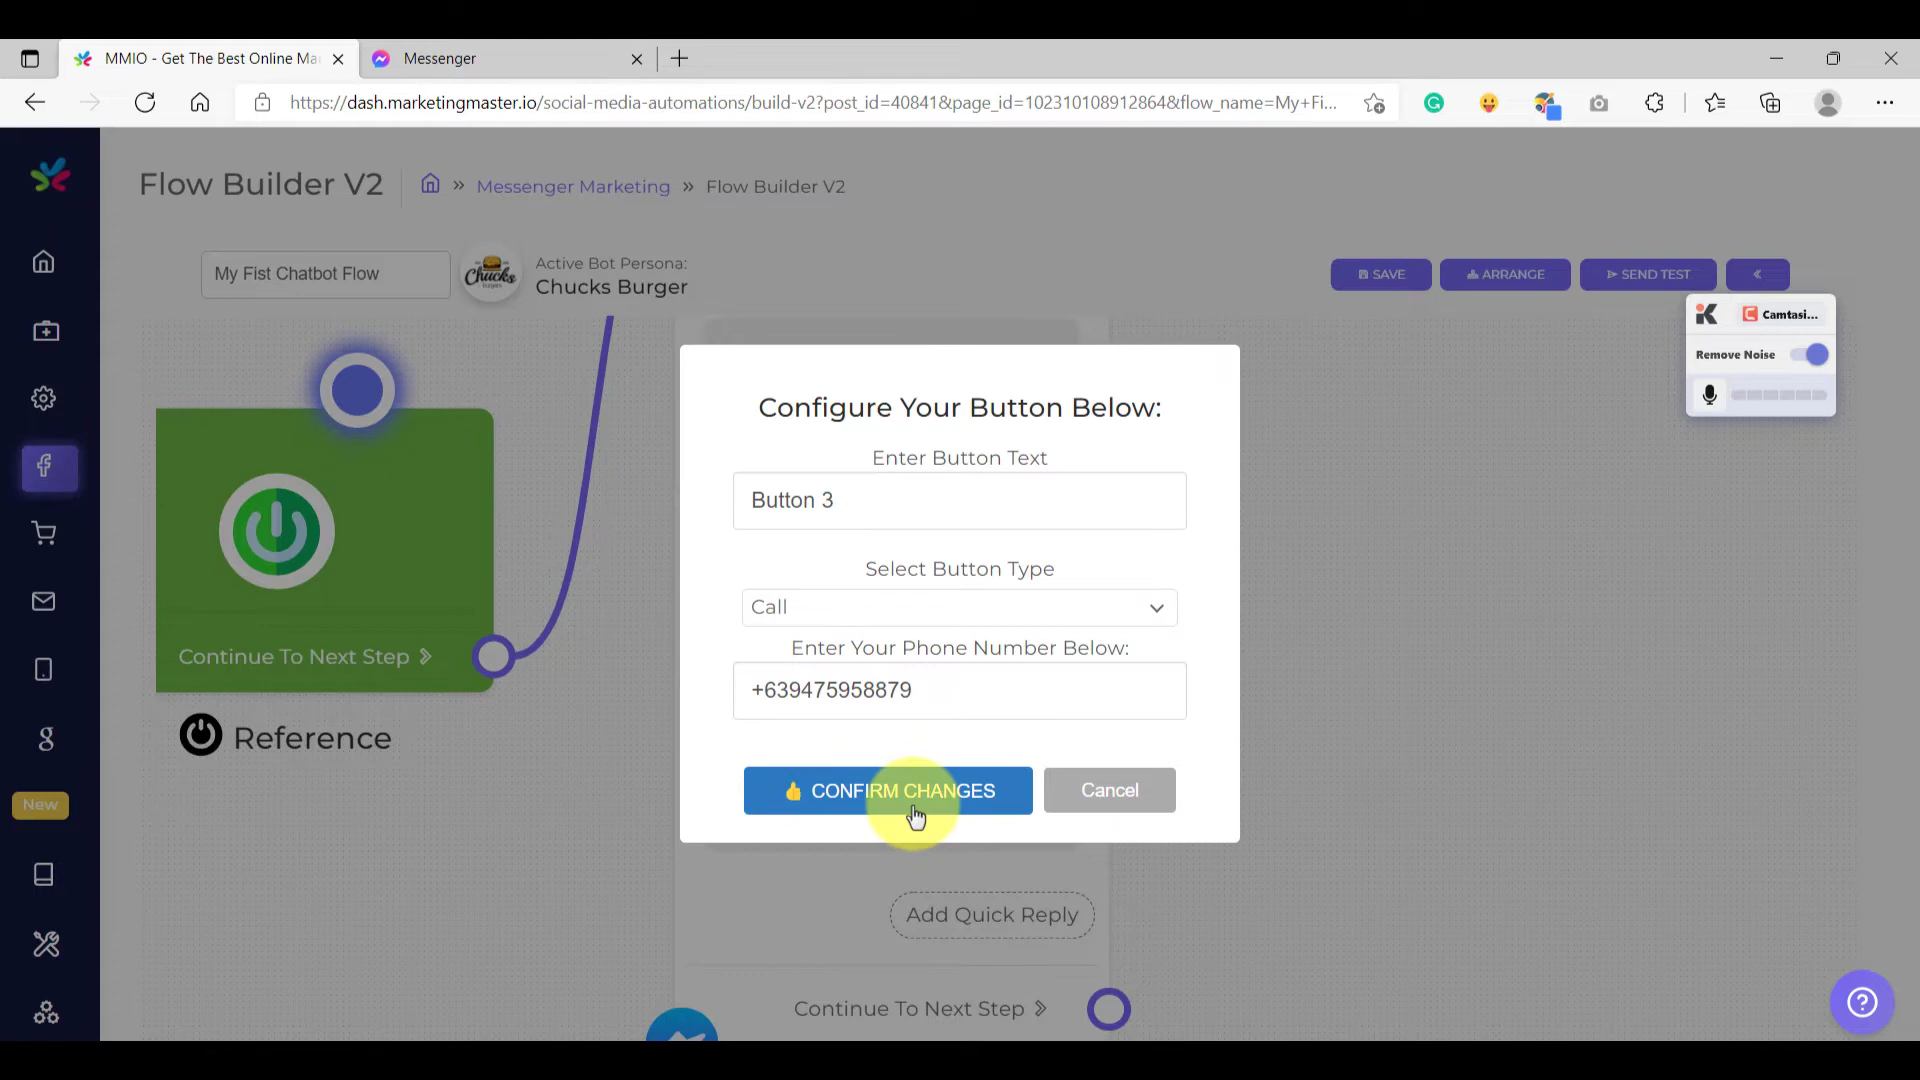 MMIO - Get The Best Online Ma
Messenger
https://dash.marketingmaster.io/social-media-automations/build-v2?post_id=40841&page_id=102310108912864&flow_name=My+Fi...
Flow Builder V2
» Messenger Marketing » Flow Builder V2
My Fist Chatbot Flow
Chucks
Active Bot Persona:
Chucks Burger
SAVE
ARRANGE
SEND TEST
Camtasi...
Remove Noise
Configure Your Button Below:
Enter Button Text
Button 3
Select Button Type
Call
Enter Your Phone Number Below:
+639475958879
CONFIRM CHANGES
Cancel
Continue To Next Step
Reference
New
Add Quick Reply
Continue To Next Step